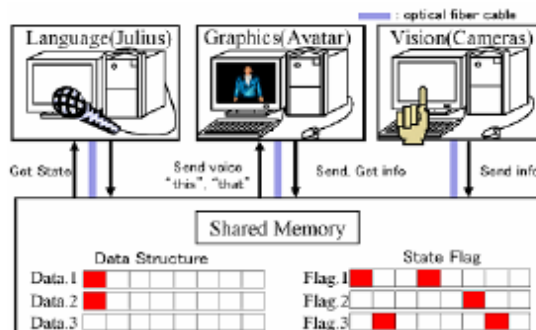 : optical fiber cable
Language(Julius)
Graphics(Avatar)
Vision(Cameras)
Get State
Send voice
"this", "that"
Send, Get info
Send info
Shared Memory
Data Structure
State Flag
Data.1
Data.2
Data.3
Flag.1
Flag.2
Flag.3